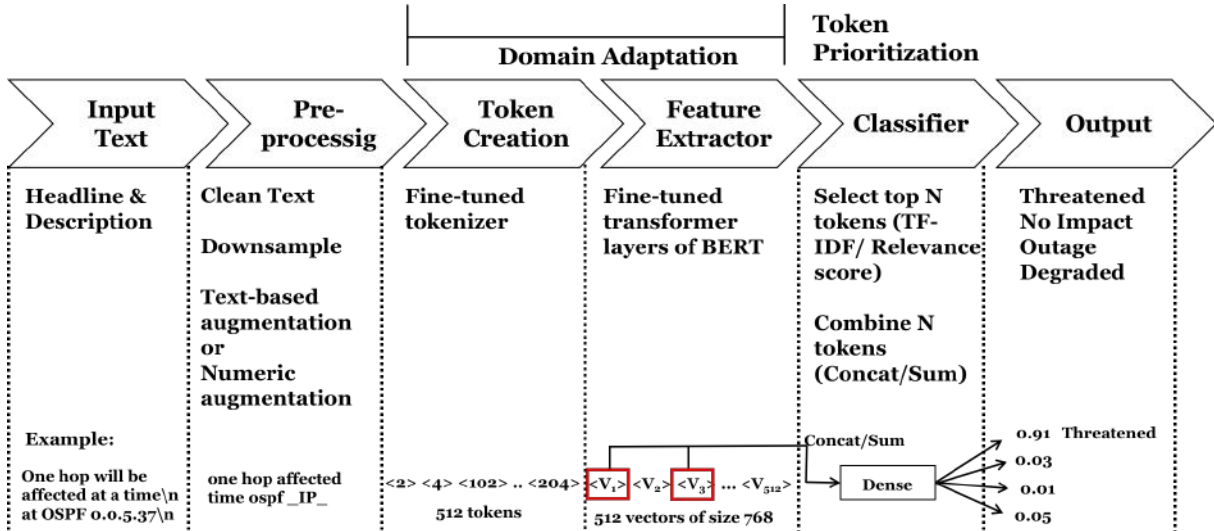 Domain Adaptation
Token
Prioritization
Input
Text
Pre-
processig
Token
Creation
Feature
Extractor
Classifier
Output
Headline &
Description
Clean Text
Downsample
Text-based
augmentation
or
Numeric
augmentation
Fine-tuned
tokenizer
Fine-tuned
transformer
layers of BERT
Select top N
tokens (TF-
IDF/ Relevance
score)
Combine N
tokens
(Concat/Sum)
Threatened
No Impact
Outage
Degraded
Example:
One hop will be
affected at a time\n
at OSPF 0.0.5.37\n
one hop affected
time ospf _IP_
<2> <4> <102> .. <204>
512 tokens
<V₁> <V₂> <V₃> ... <V₅₁₂>
512 vectors of size 768
Concat/Sum
Dense
0.91 Threatened
0.03
0.01
0.05